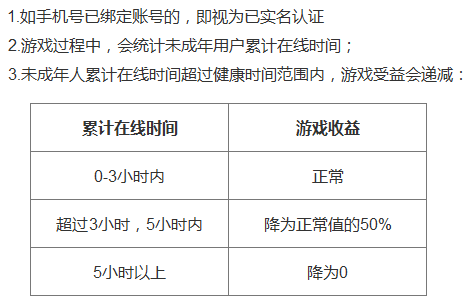 1.如手机号已绑定账号的，即视为已实名认证
2.游戏过程中，会统计未成年用户累计在线时间；
3.未成年人累计在线时间超过健康时间范围内，游戏受益会递减：
累计在线时间 游戏收益
0-3小时内 正常
超过3小时，5小时内 降为正常值的50%
5小时以上 降为0